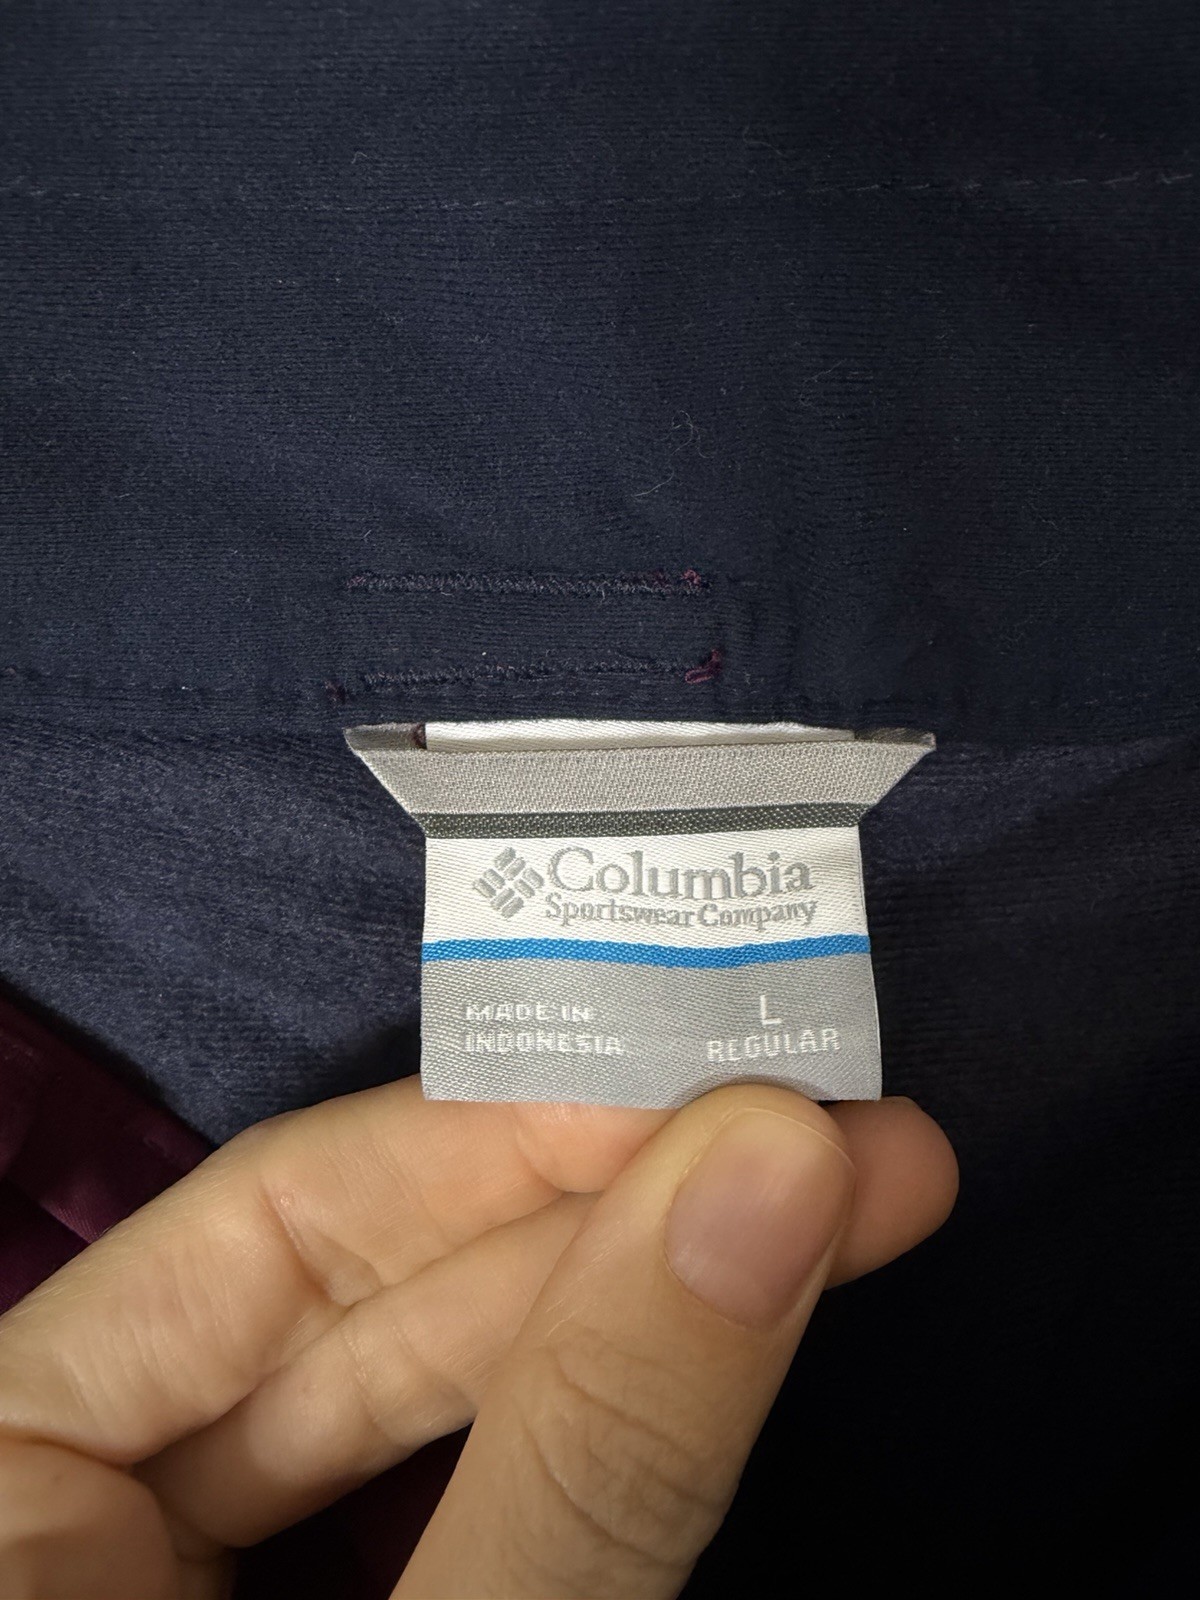 Columbia
Sportswear Company
MADE IN
INDONESIA
L
REGULAR